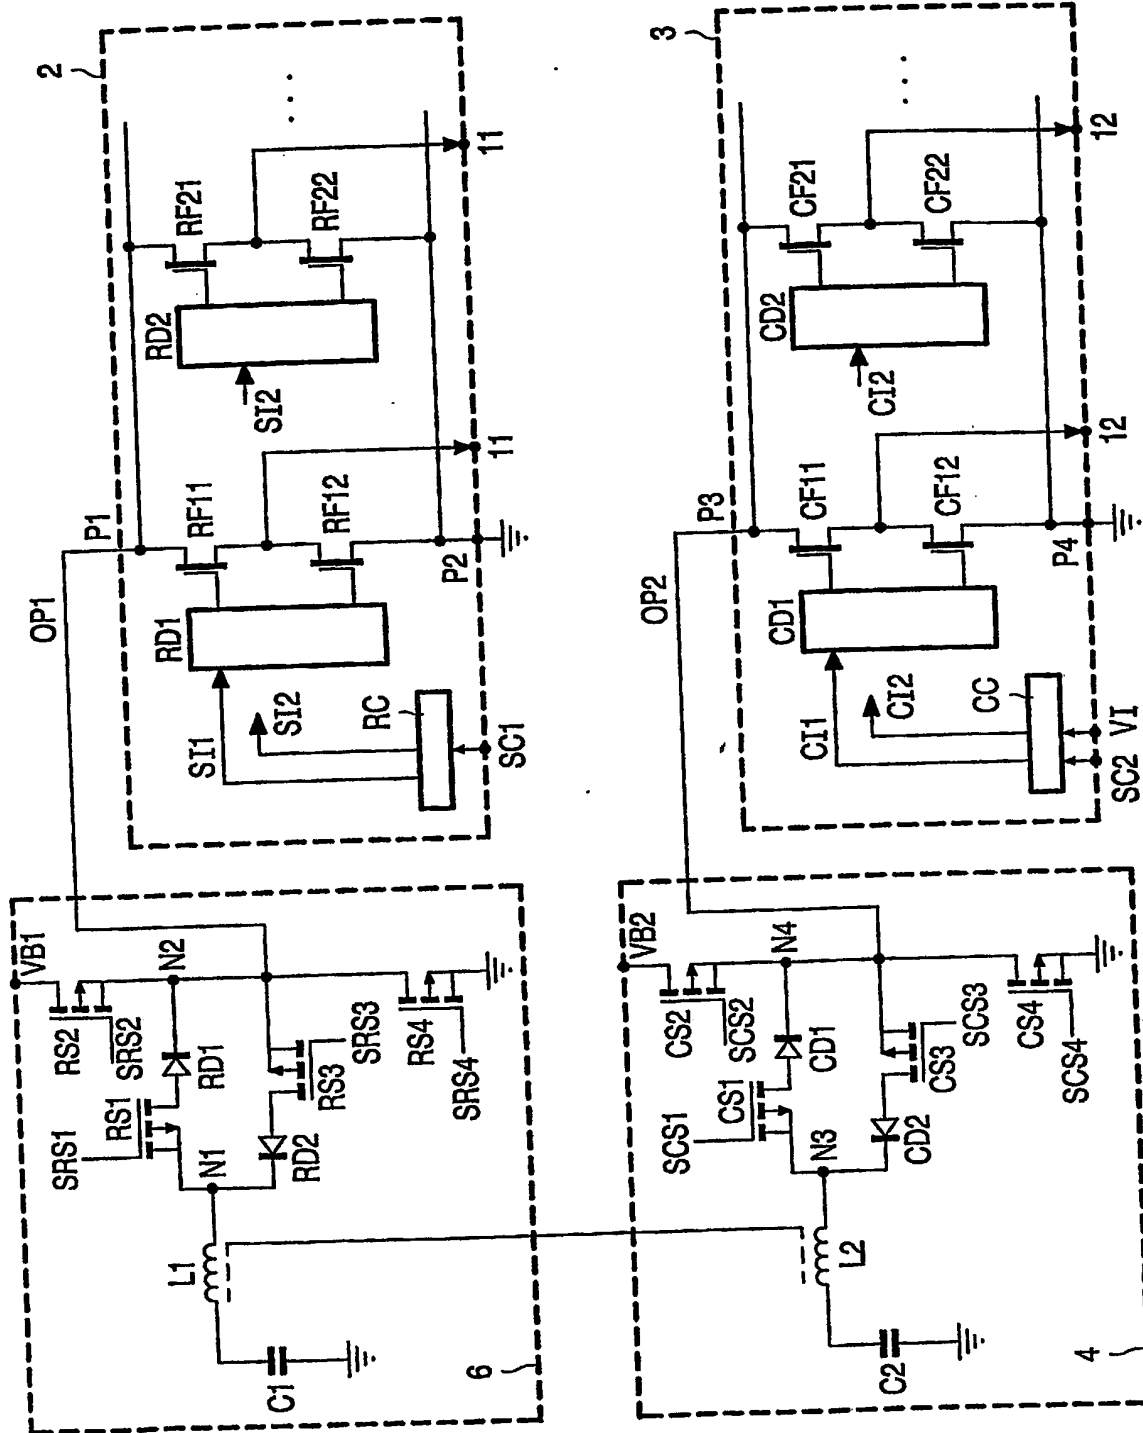 2
P1
OP1
RF11
RF12
RF21
RF22
RD1
RD2
SI1
SI2
SI2
RC
SC1
P2
11
11
3
P3
OP2
CF11
CF12
CF21
CF22
CD1
CD2
CI1
CI2
CI2
CC
SC2
VI
P4
12
12
VB1
RS2
SRS2
N2
SRS1
RS1
RD1
N1
RD2
RS3
SRS3
RS4
SRS4
L1
C1
6
VB2
CS2
SCS2
N4
SCS1
CS1
CD1
N3
CD2
CS3
SCS3
CS4
SCS4
L2
C2
4